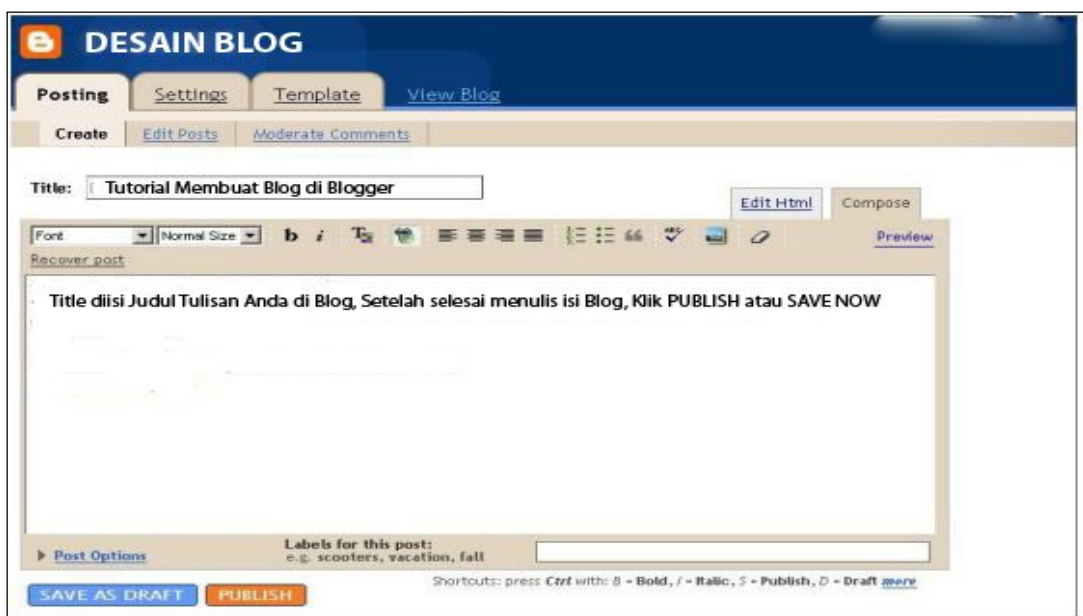 DESAIN BLOG
Posting Settings Template View Blog
Create Edit Posts Moderate Comments
Title: Tutorial Membuat Blog di Blogger
Edit Html Compose
Font Normal Size b i Preview
Recover post
Title diisi Judul Tulisan Anda di Blog, Setelah selesai menulis isi Blog, Klik PUBLISH atau SAVE NOW
Post Options
Labels for this post:
e.g. scooters, vacation, fall
Shortcuts: press Ctrl with: B = Bold, I = Italic, S = Publish, D = Draft more
SAVE AS DRAFT PUBLISH